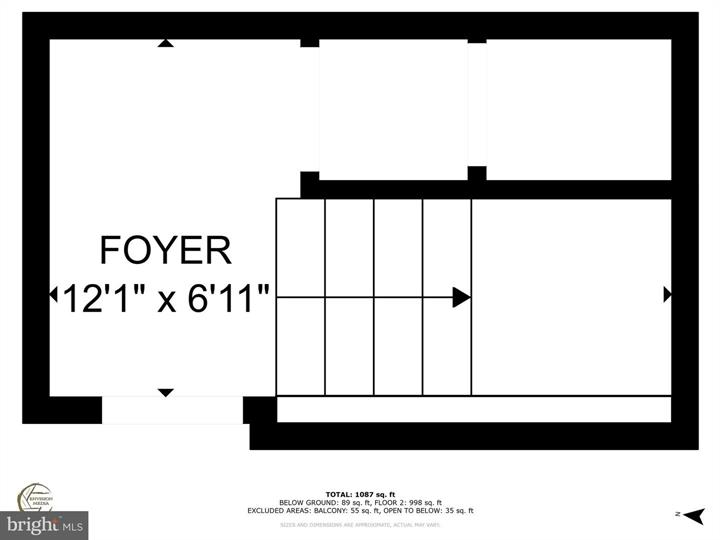 FOYER
12'1" x 6'11"
ENVISION
MEDIA
bright MLS
TOTAL: 1087 sq. ft
BELOW GROUND: 89 sq. ft, FLOOR 2: 998 sq. ft
EXCLUDED AREAS: BALCONY: 55 sq. ft, OPEN TO BELOW: 35 sq. ft
SIZES AND DIMENSIONS ARE APPROXIMATE, ACTUAL MAY VARY.
N